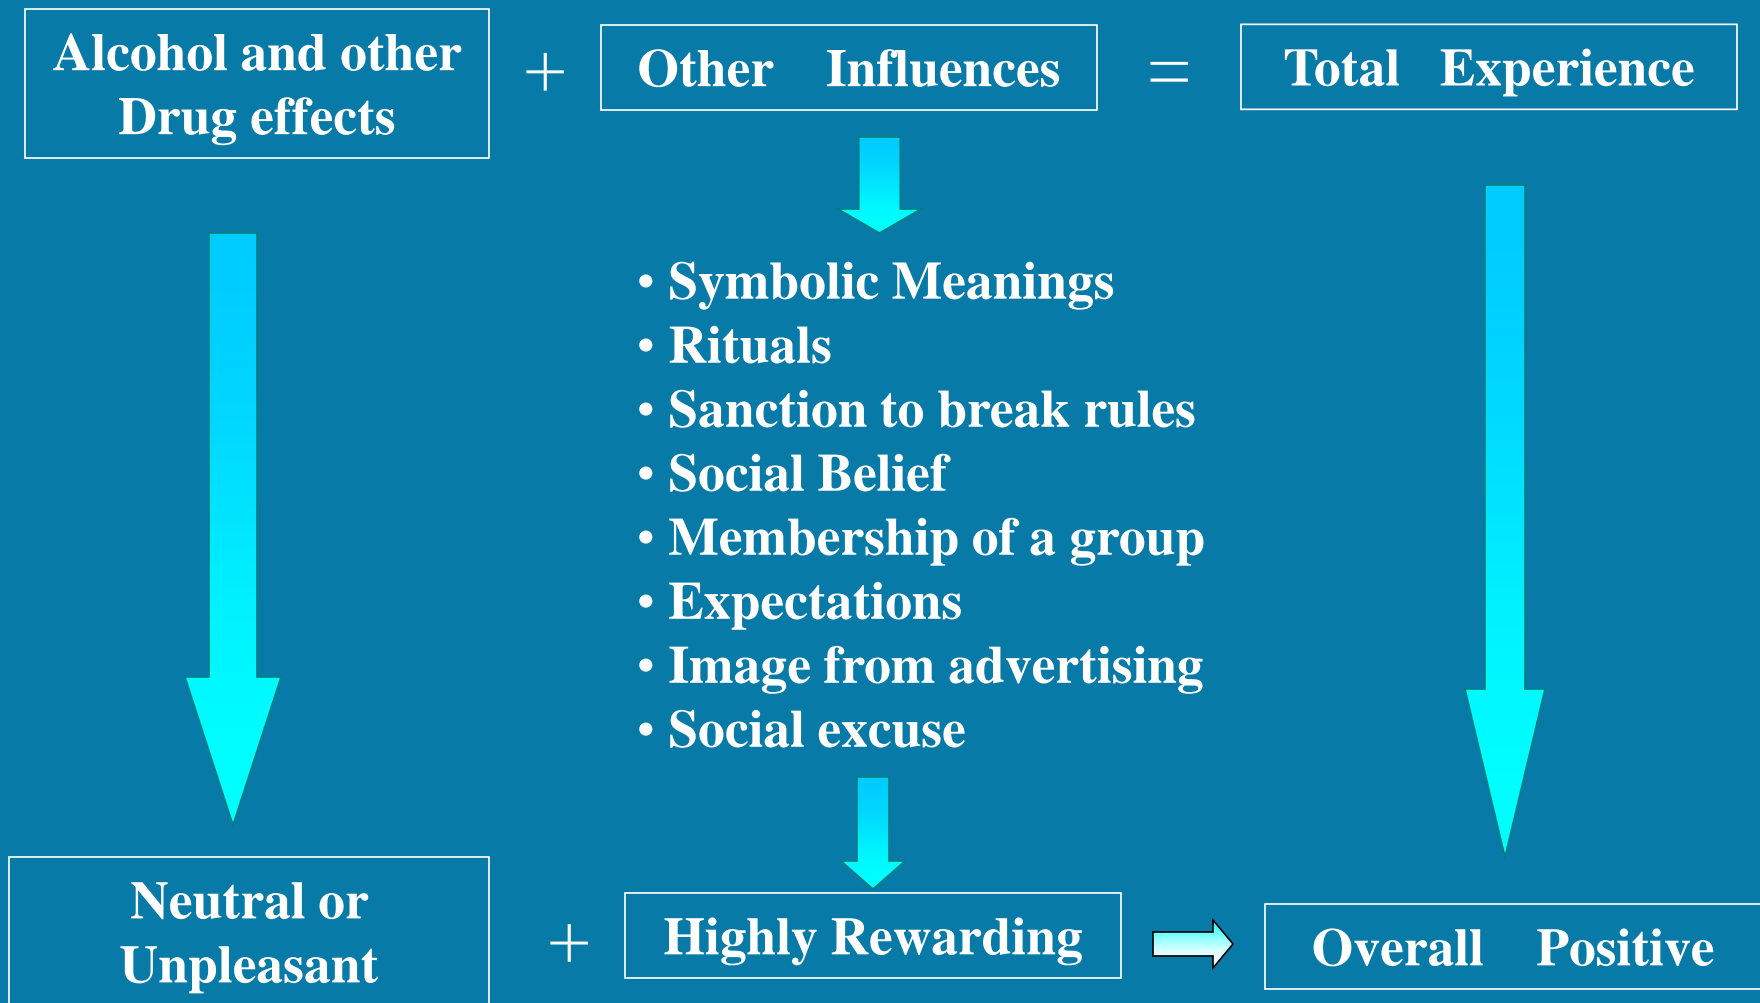 Alcohol and other
Drug effects
+
Other Influences
=
Total Experience
• Symbolic Meanings
• Rituals
• Sanction to break rules
• Social Belief
• Membership of a group
• Expectations
• Image from advertising
• Social excuse
Neutral or
Unpleasant
+
Highly Rewarding
Overall Positive